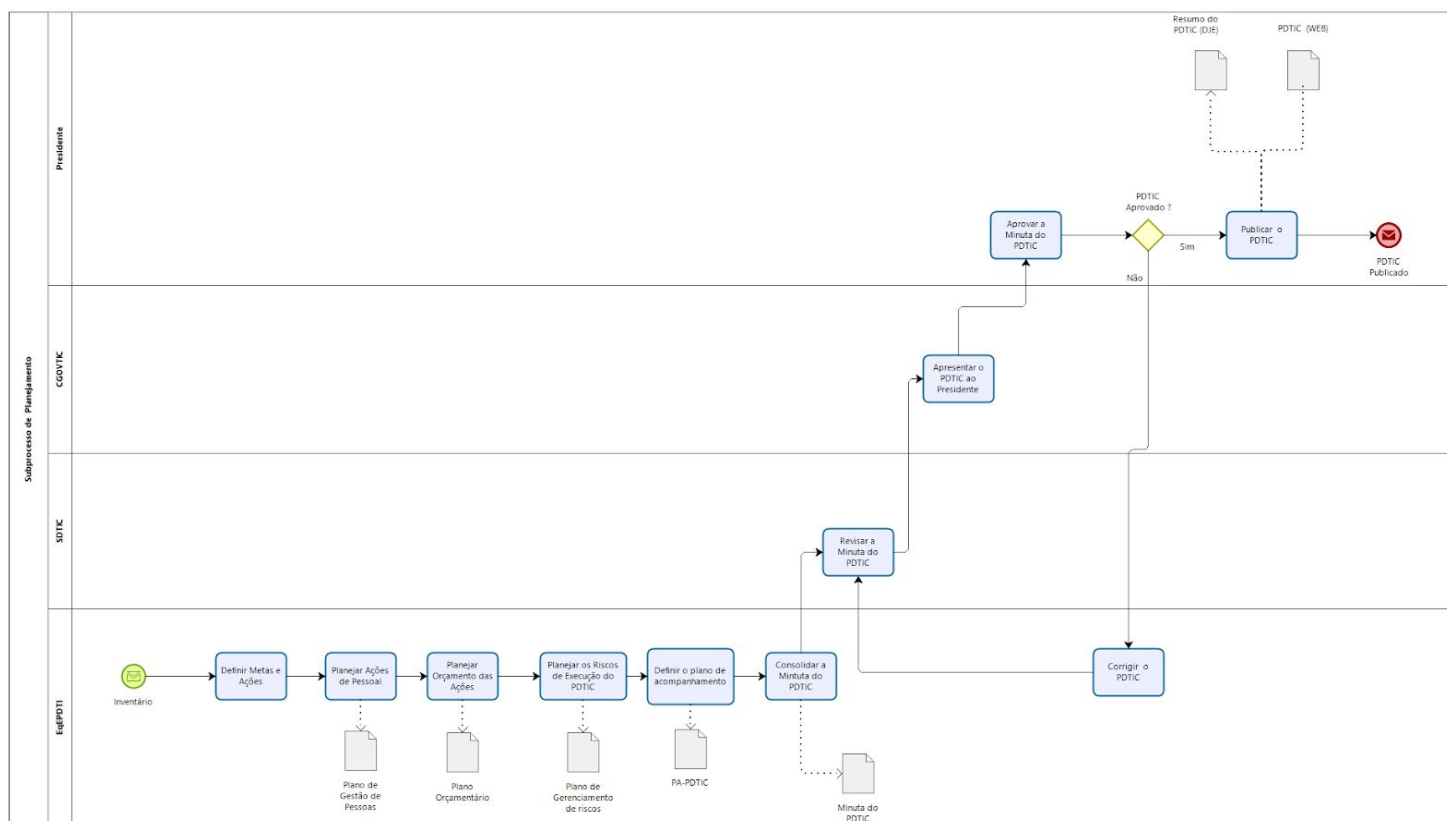 Subprocesso de Planejamento
Presidente
Resumo do
PDTIC (DJE)
PDTIC (WEB)
Aprovar a
Minuta do
PDTIC
PDTIC
Aprovado ?
Sim
Não
Publicar o
PDTIC
PDTIC
Publicado
CGOVTIC
Apresentar o
PDTIC ao
Presidente
SDTIC
Revisar a
Minuta do
PDTIC
EqEPDTI
Inventário
Definir Metas e
Ações
Planejar Ações
de Pessoal
Planejar
Orçamento das
Ações
Planejar os Riscos
de Execução do
PDTIC
Definir o plano de
acompanhamento
Consolidar a
Mintuta do
PDTIC
Corrigir o
PDTIC
Plano de
Gestão de
Pessoas
Plano
Orçamentário
Plano de
Gerenciamento
de riscos
PA-PDTIC
Minuta do
PDTIC